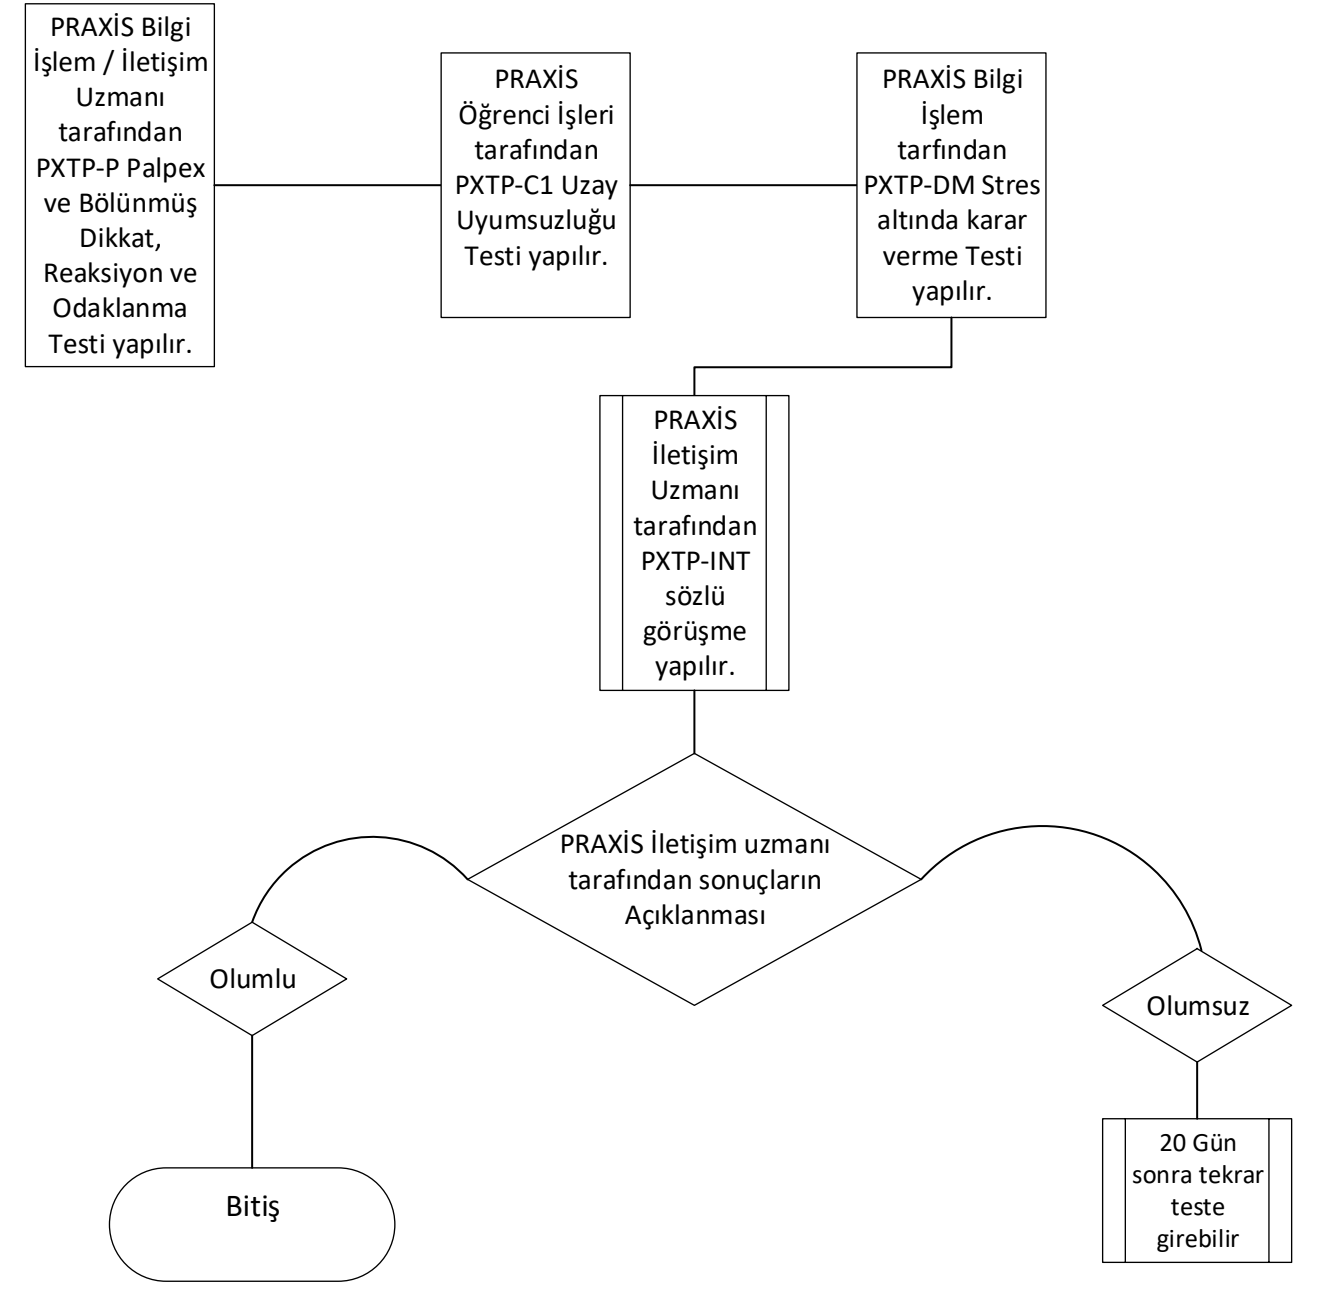 PRAXİS Bilgi
İşlem / İletişim
Uzmanı
tarafından
PXTP-P Palpex
ve Bölünmüş
Dikkat,
Reaksiyon ve
Odaklanma
Testi yapılır.
PRAXİS
Öğrenci İşleri
tarafından
PXTP-C1 Uzay
Uyumsuzluğu
Testi yapılır.
PRAXİS Bilgi
İşlem
tarfından
PXTP-DM Stres
altında karar
verme Testi
yapılır.
PRAXİS
İletişim
Uzmanı
tarafından
PXTP-INT
sözlü
görüşme
yapılır.
PRAXİS İletişim uzmanı
tarafından sonuçların
Açıklanması
Olumlu
Olumsuz
Bitiş
20 Gün
sonra tekrar
teste
girebilir